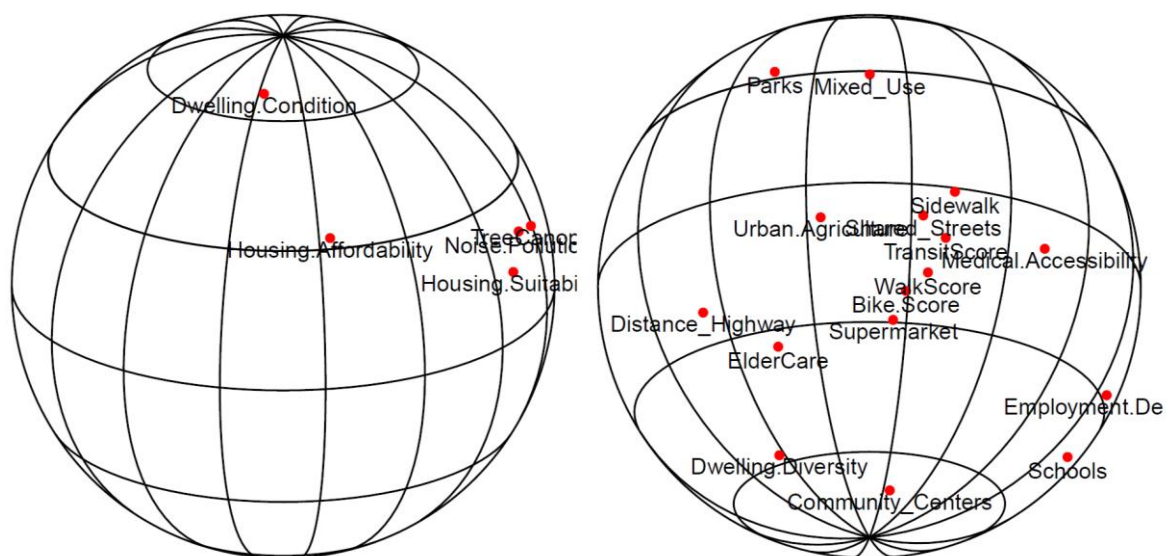 Dwelling.Condition
Housing.Affordability
Housing.Suitabi
Parks
Mixed_Use
Sidewalk
Urban.Agriculture
TransitScore
Medical.Accessibility
WalkScore
Bike.Score
Distance_Highway
Supermarket
ElderCare
Employment.De
Dwelling.Diversity
Schools
Community_Centers